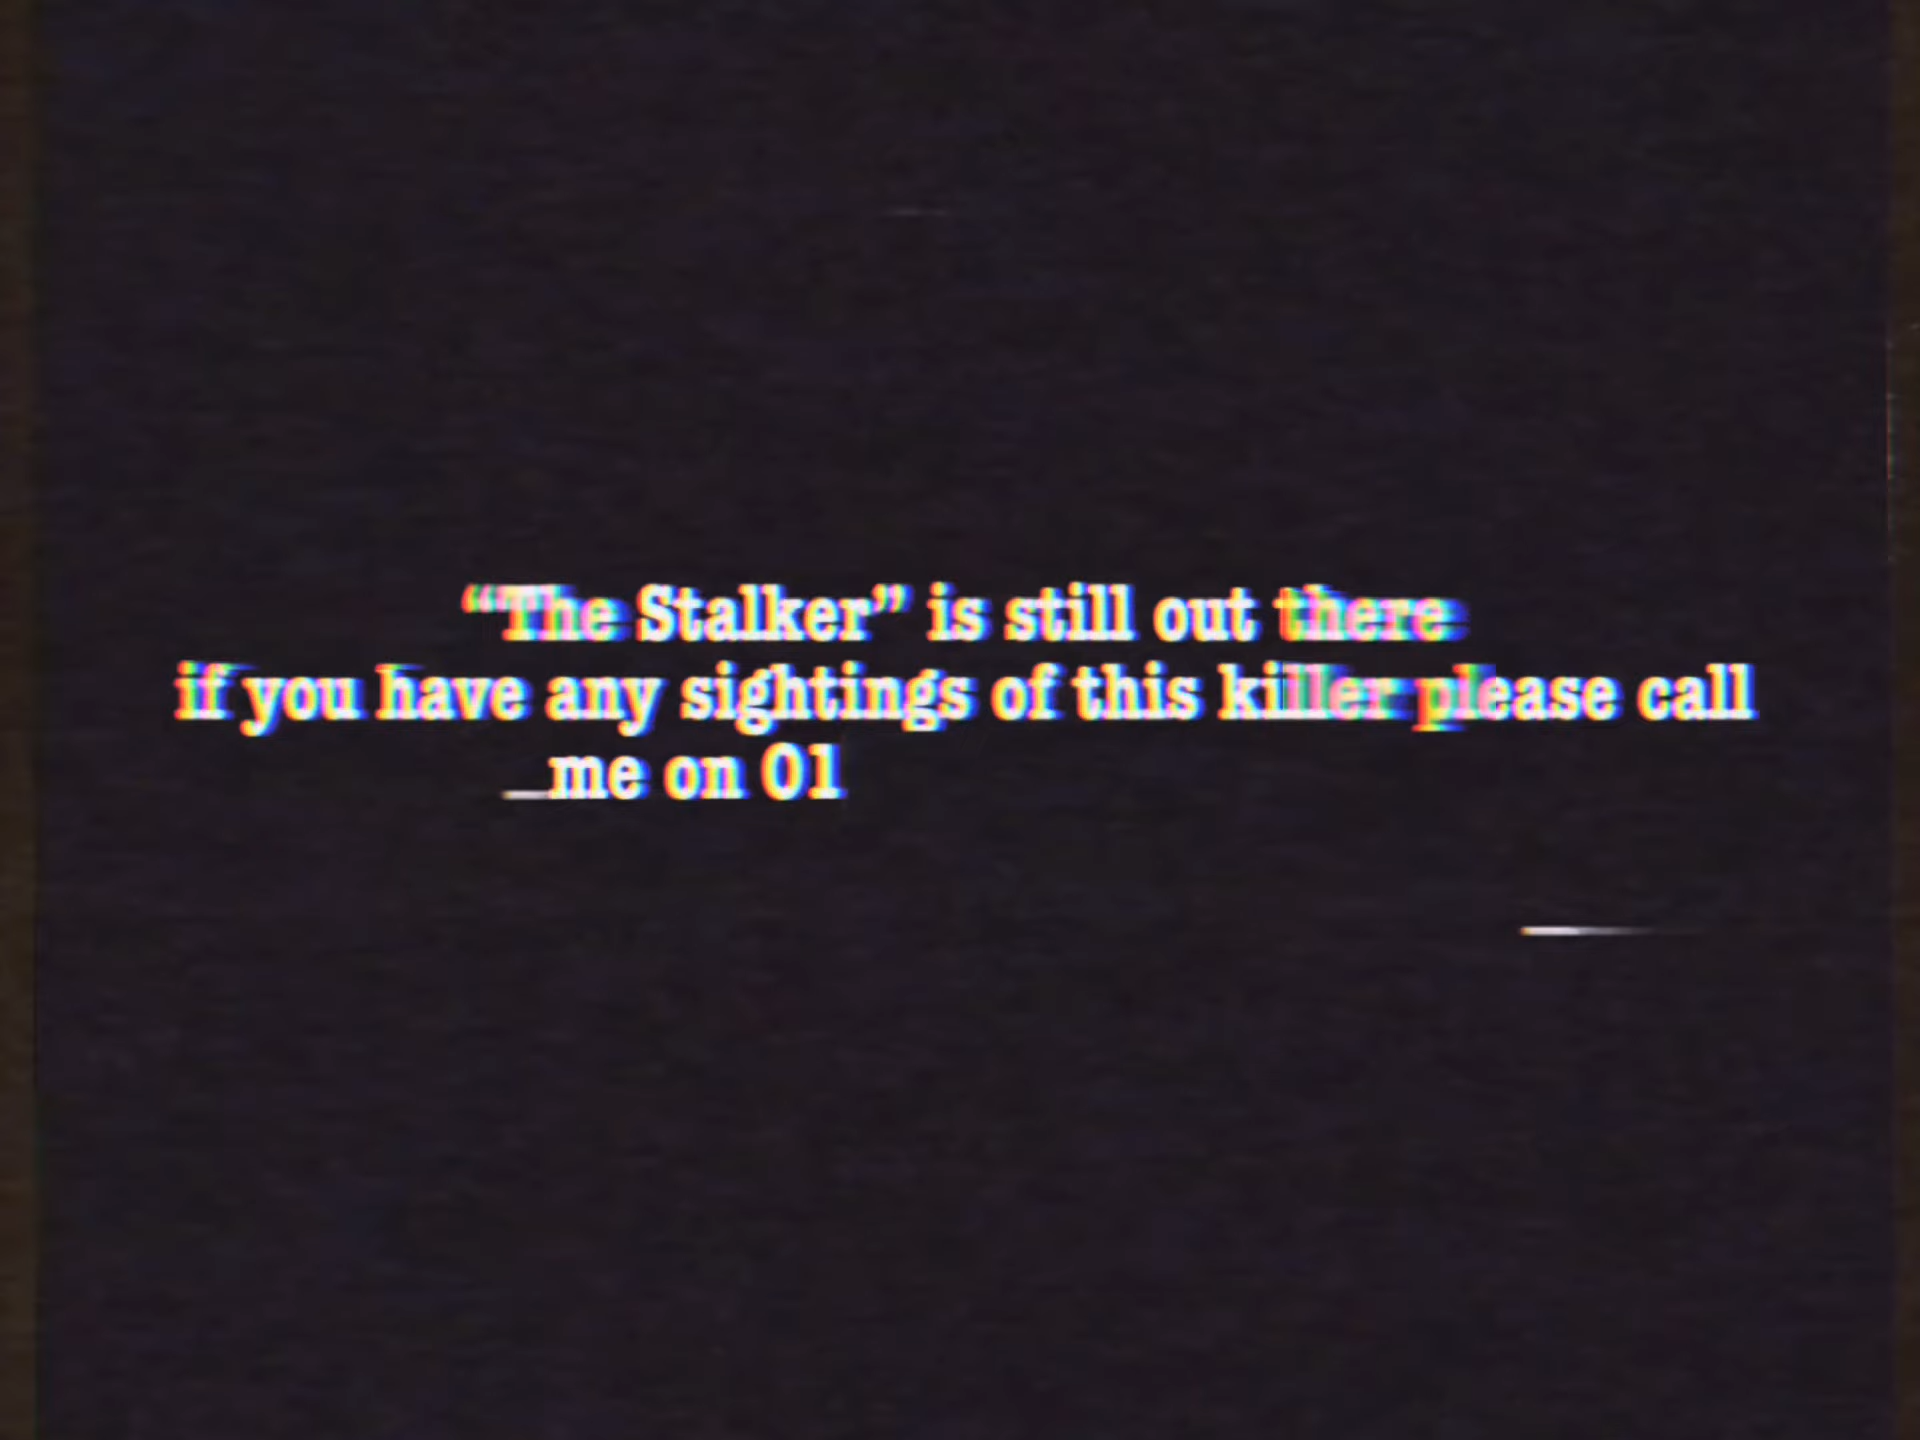 “The Stalker” is still out there
if you have any sightings of this killer please call
me on 01